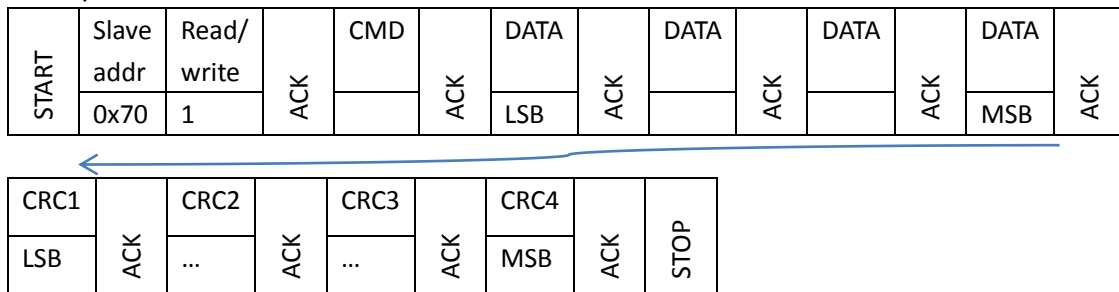 START Slave Read/ ACK CMD ACK DATA ACK DATA ACK DATA ACK DATA ACK
addr write
0x70 1 LSB MSB
CRC1 ACK CRC2 ACK CRC3 ACK CRC4 ACK STOP
LSB ... ... MSB